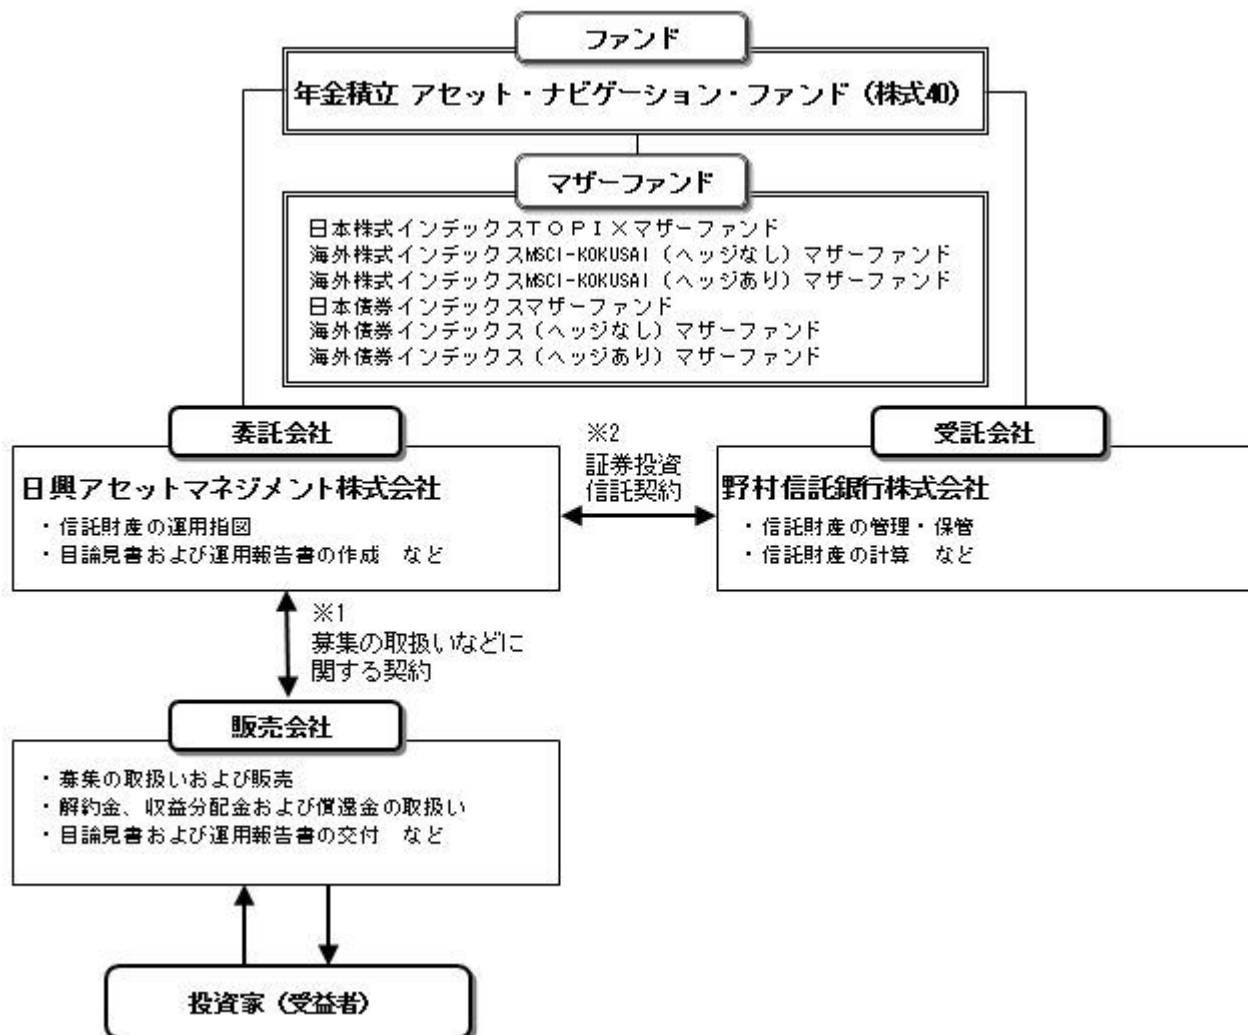 ファンド
年金積立 アセット・ナビゲーション・ファンド（株式40）
マザーファンド
日本株式インデックスＴＯＰＩＸマザーファンド
海外株式インデックスMSCI-KOKUSAI（ヘッジなし）マザーファンド
海外株式インデックスMSCI-KOKUSAI（ヘッジあり）マザーファンド
日本債券インデックスマザーファンド
海外債券インデックス（ヘッジなし）マザーファンド
海外債券インデックス（ヘッジあり）マザーファンド
委託会社
日興アセットマネジメント株式会社
・信託財産の運用指図
・目論見書および運用報告書の作成　など
※2
証券投資
信託契約
受託会社
野村信託銀行株式会社
・信託財産の管理・保管
・信託財産の計算　など
※1
募集の取扱いなどに
関する契約
販売会社
・募集の取扱いおよび販売
・解約金、収益分配金および償還金の取扱い
・目論見書および運用報告書の交付　など
投資家（受益者）